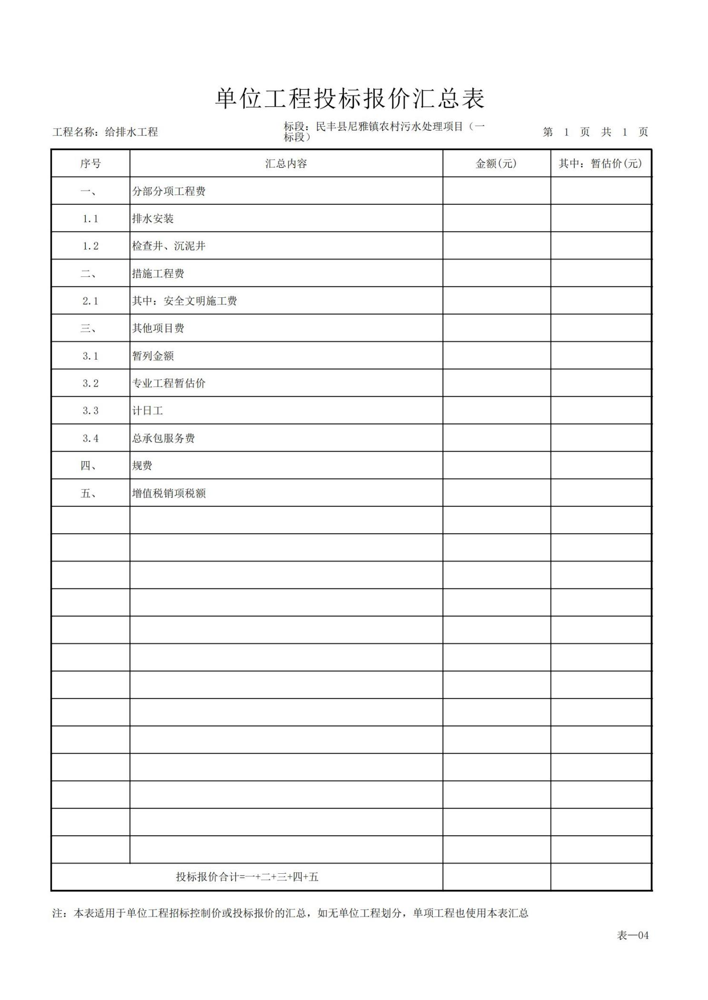 单位工程投标报价汇总表
工程名称：给排水工程
标段：民丰县尼雅镇农村污水处理项目（一
标段）
第 1 页 共 1 页
序号 汇总内容 金额(元) 其中：暂估价(元)
一、 分部分项工程费
1.1 排水安装
1.2 检查井、沉泥井
二、 措施工程费
2.1 其中：安全文明施工费
三、 其他项目费
3.1 暂列金额
3.2 专业工程暂估价
3.3 计日工
3.4 总承包服务费
四、 规费
五、 增值税销项税额
投标报价合计=一+二+三+四+五
注：本表适用于单位工程招标控制价或投标报价的汇总，如无单位工程划分，单项工程也使用本表汇总
表—04